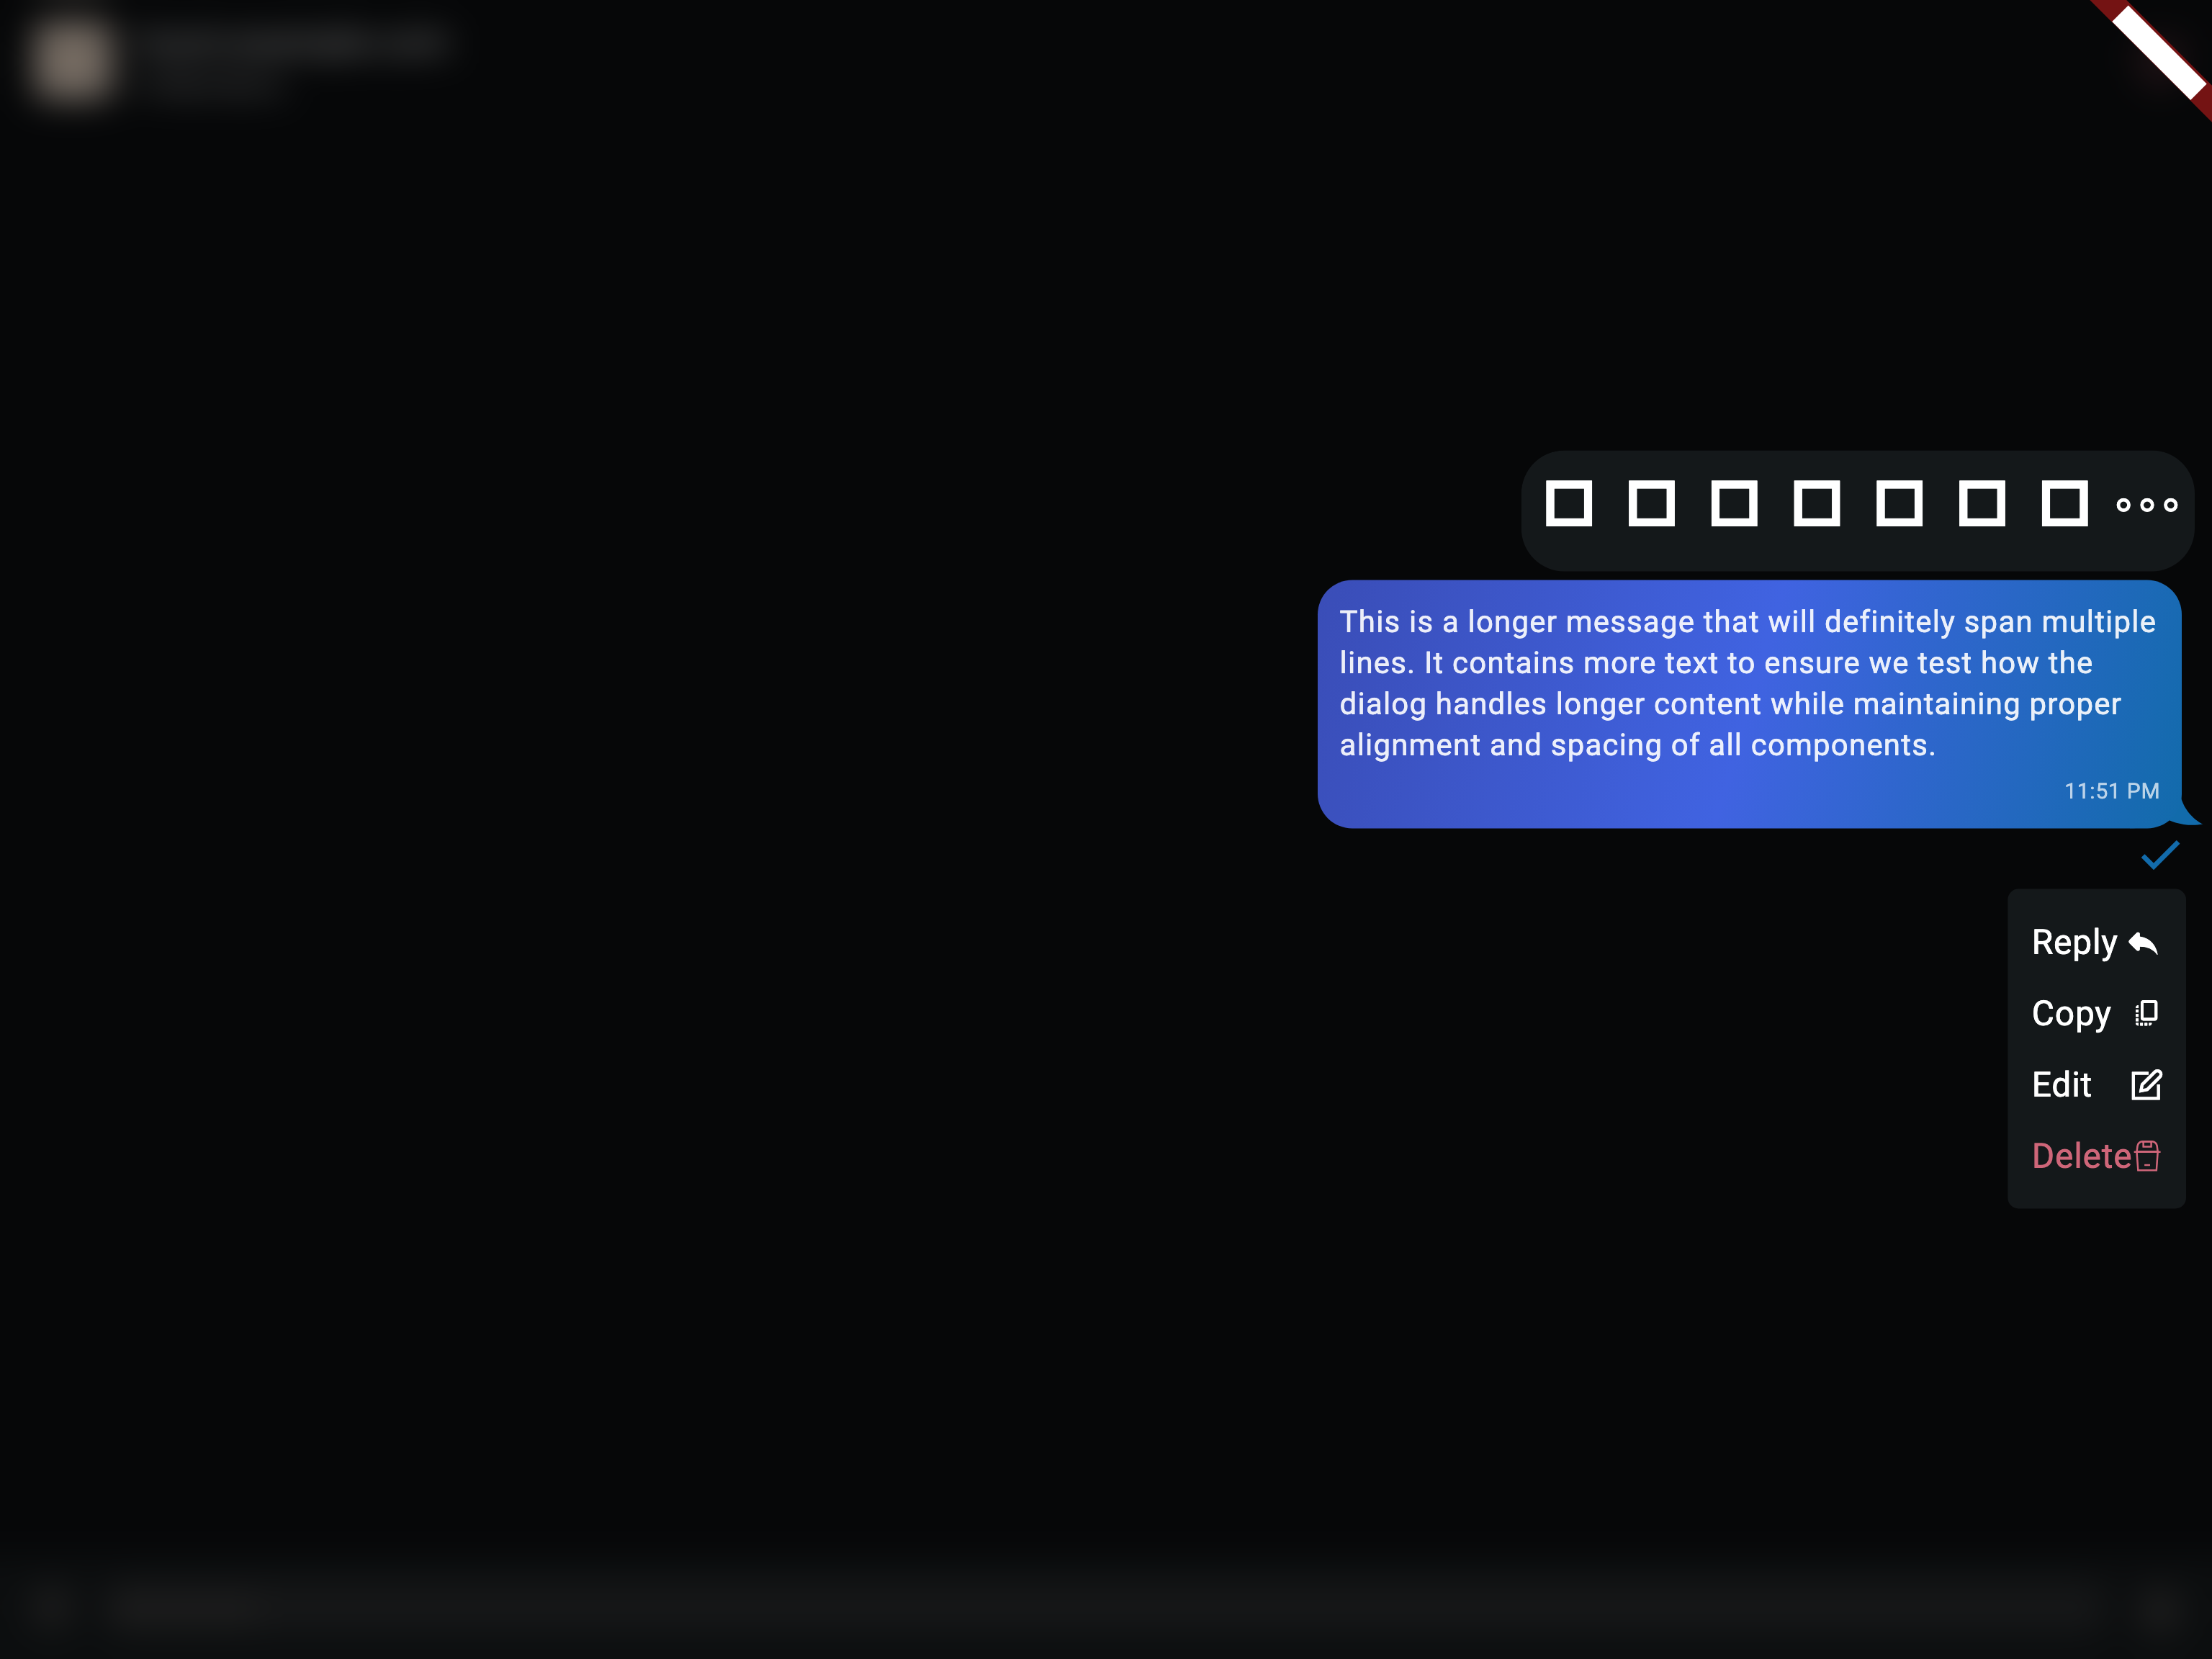 This is a longer message that will definitely span multiple
lines. It contains more text to ensure we test how the
dialog handles longer content while maintaining proper
alignment and spacing of all components.
11:51 PM
Reply
Copy
Edit
Delete